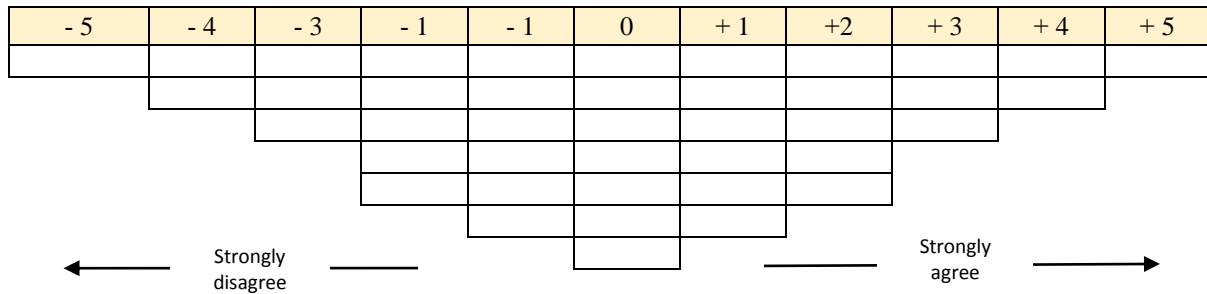 - 5 - 4 - 3 - 1 - 1 0 + 1 +2 + 3 + 4 + 5
Strongly
disagree
Strongly
agree